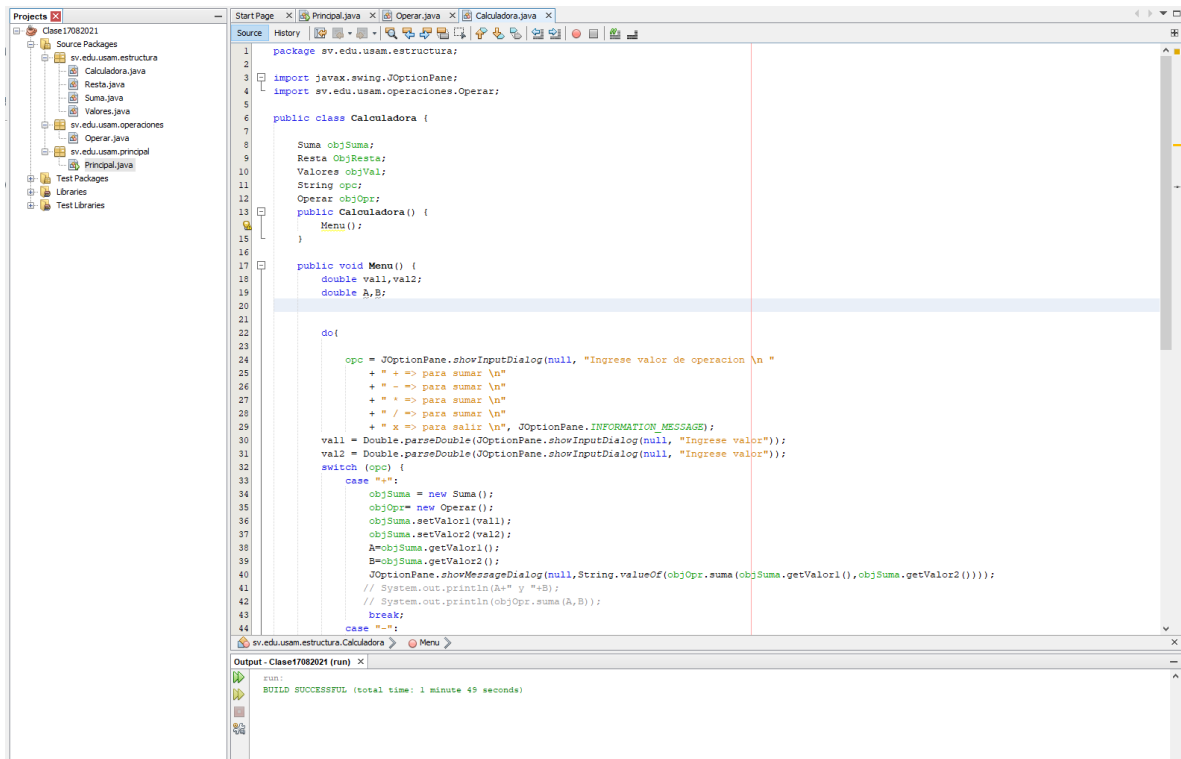 Projects
Clase17082021
Source Packages
sv.edu.usam.estructura
Calculadora.java
Resta.java
Suma.java
Valores.java
sv.edu.usam.operaciones
Operar.java
sv.edu.usam.principal
Principal.java
Test Packages
Libraries
Test Libraries
Start Page Principal.java Operar.java Calculadora.java
Source History
1 package sv.edu.usam.estructura;
2
3 import javax.swing.JOptionPane;
4 import sv.edu.usam.operaciones.Operar;
5
6 public class Calculadora {
7
8 Suma objSuma;
9 Resta ObjResta;
10 Valores objVal;
11 String opc;
12 Operar objOpr;
13 public Calculadora() {
Menu();
15 }
16
17 public void Menu() {
18 double val1,val2;
19 double A,B;
20
21
22 do{
23
24 opc = JOptionPane.showInputDialog(null, "Ingrese valor de operacion \n "
25 + " + => para sumar \n"
26 + " - => para sumar \n"
27 + " * => para sumar \n"
28 + " / => para sumar \n"
29 + " x => para salir \n", JOptionPane.INFORMATION_MESSAGE);
30 val1 = Double.parseDouble(JOptionPane.showInputDialog(null, "Ingrese valor"));
31 val2 = Double.parseDouble(JOptionPane.showInputDialog(null, "Ingrese valor"));
32 switch (opc) {
33 case "+":
34 objSuma = new Suma();
35 objOpr= new Operar();
36 objSuma.setValor1(val1);
37 objSuma.setValor2(val2);
38 A=objSuma.getValor1();
39 B=objSuma.getValor2();
40 JOptionPane.showMessageDialog(null,String.valueOf(objOpr.suma(objSuma.getValor1(),objSuma.getValor2())));
41 // System.out.println(A+" y "+B);
42 // System.out.println(objOpr.suma(A,B));
43 break;
44 case "-":
sv.edu.usam.estructura.Calculadora Menu
Output - Clase17082021 (run)
run:
BUILD SUCCESSFUL (total time: 1 minute 49 seconds)